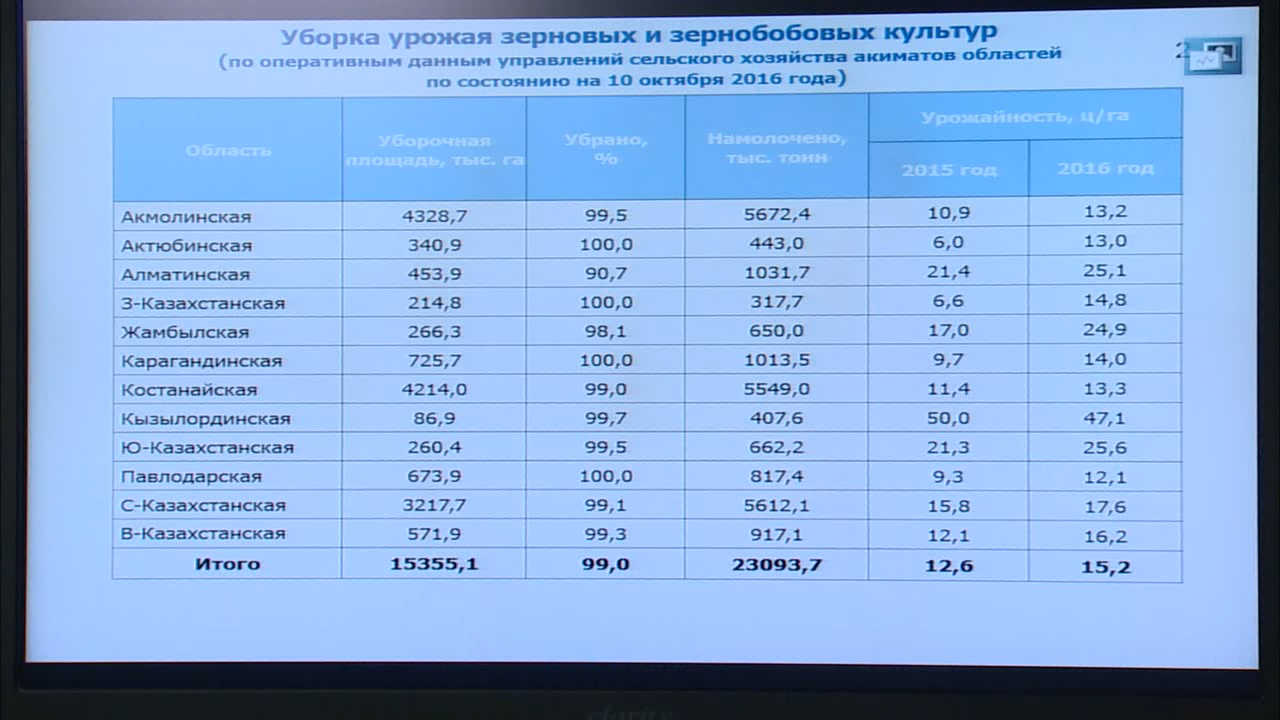 Уборка урожая зерновых и зернобобовых культур
(по оперативным данным управлений сельского хозяйства акиматов областей
по состоянию на 10 октября 2016 года)
Область Уборочная площадь, тыс. га Убрано, % Намолочено, тыс. тонн Урожайность, ц/га
2015 год 2016 год
Акмолинская 4328,7 99,5 5672,4 10,9 13,2
Актюбинская 340,9 100,0 443,0 6,0 13,0
Алматинская 453,9 90,7 1031,7 21,4 25,1
З-Казахстанская 214,8 100,0 317,7 6,6 14,8
Жамбылская 266,3 98,1 650,0 17,0 24,9
Карагандинская 725,7 100,0 1013,5 9,7 14,0
Костанайская 4214,0 99,0 5549,0 11,4 13,3
Кызылординская 86,9 99,7 407,6 50,0 47,1
Ю-Казахстанская 260,4 99,5 662,2 21,3 25,6
Павлодарская 673,9 100,0 817,4 9,3 12,1
С-Казахстанская 3217,7 99,1 5612,1 15,8 17,6
В-Казахстанская 571,9 99,3 917,1 12,1 16,2
Итого 15355,1 99,0 23093,7 12,6 15,2